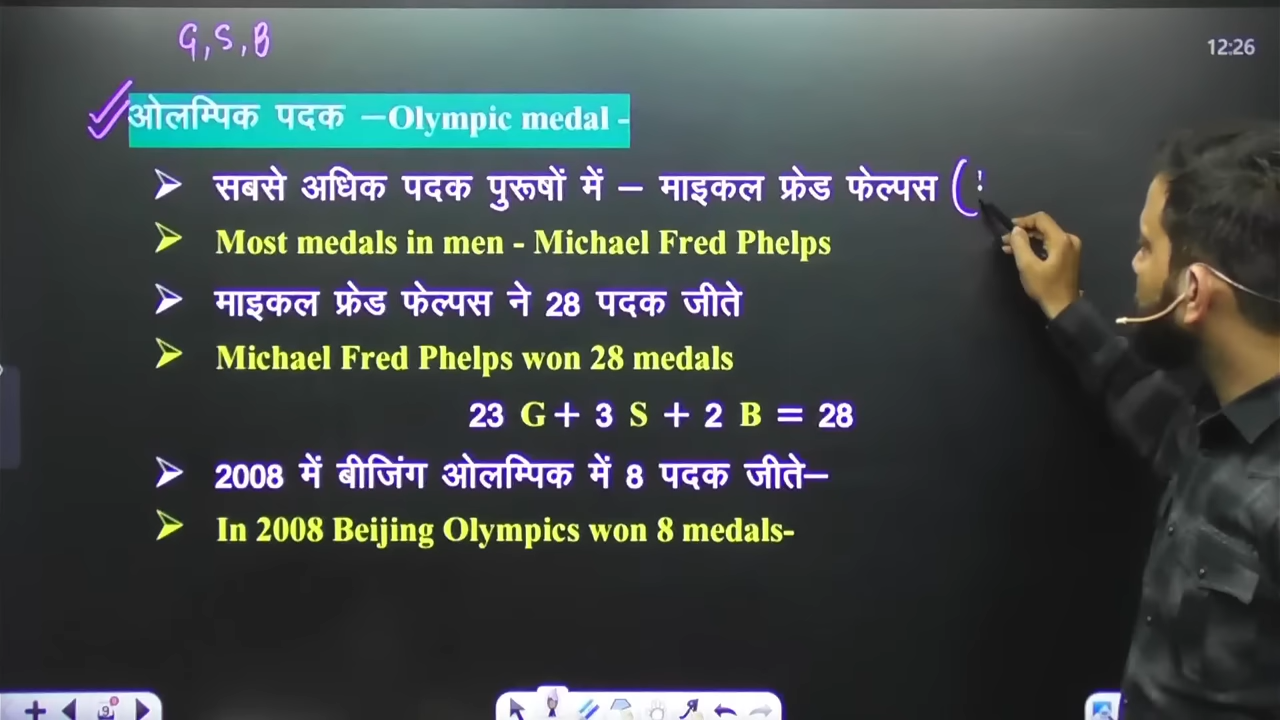 G, S, B
12:26
ओलम्पिक पदक –Olympic medal -
➢ सबसे अधिक पदक पुरूषों में – माइकल फ्रेड फेल्पस (
➢ Most medals in men - Michael Fred Phelps
➢ माइकल फ्रेड फेल्पस ने 28 पदक जीते
➢ Michael Fred Phelps won 28 medals
23 G+ 3 S + 2 B = 28
➢ 2008 में बीजिंग ओलम्पिक में 8 पदक जीते–
➢ In 2008 Beijing Olympics won 8 medals-
9